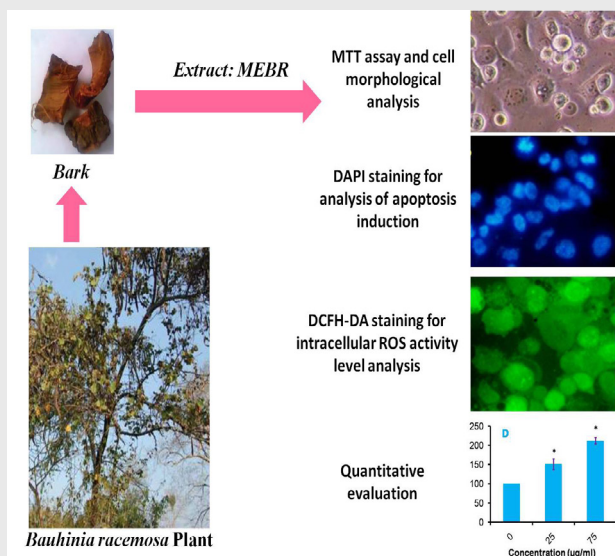 Extract: MEBR
Bark
Bauhinia racemosa Plant
MTT assay and cell
morphological
analysis
DAPI staining for
analysis of apoptosis
induction
DCFH-DA staining for
intracellular ROS activity
level analysis
Quantitative
evaluation
D
250
200
150
100
50
0
*
*
0
25
75
Concentration (µg/ml)